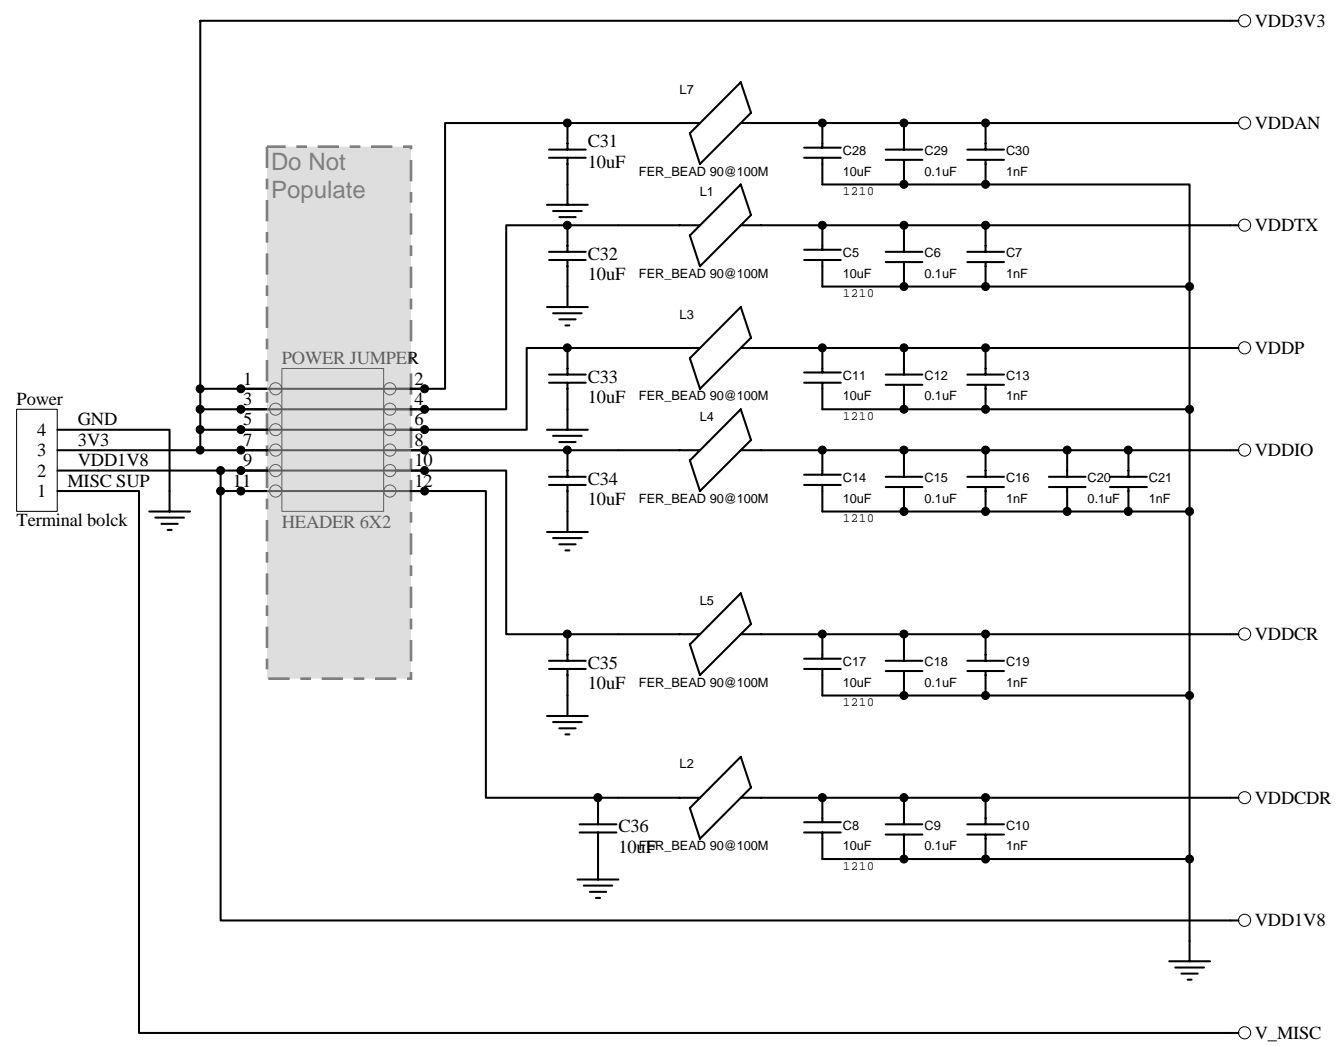 VDD3V3
L7
VDDAN
C31
10uF
FER_BEAD 90@100M
C28
10uF
1210
C29
0.1uF
C30
1nF
Do Not
Populate
L1
VDDTX
C32
10uF
FER_BEAD 90@100M
C5
10uF
1210
C6
0.1uF
C7
1nF
L3
VDDP
C33
10uF
FER_BEAD 90@100M
C11
10uF
1210
C12
0.1uF
C13
1nF
POWER JUMPER
1 2
3 4
5 6
7 8
9 10
11 12
HEADER 6X2
Power
4 GND
3 3V3
2 VDD1V8
1 MISC SUP
Terminal bolck
L4
VDDIO
C34
10uF
FER_BEAD 90@100M
C14
10uF
1210
C15
0.1uF
C16
1nF
C20
0.1uF
C21
1nF
L5
VDDCR
C35
10uF
FER_BEAD 90@100M
C17
10uF
1210
C18
0.1uF
C19
1nF
L2
VDDCDR
C36
10uF
FER_BEAD 90@100M
C8
10uF
1210
C9
0.1uF
C10
1nF
VDD1V8
V_MISC